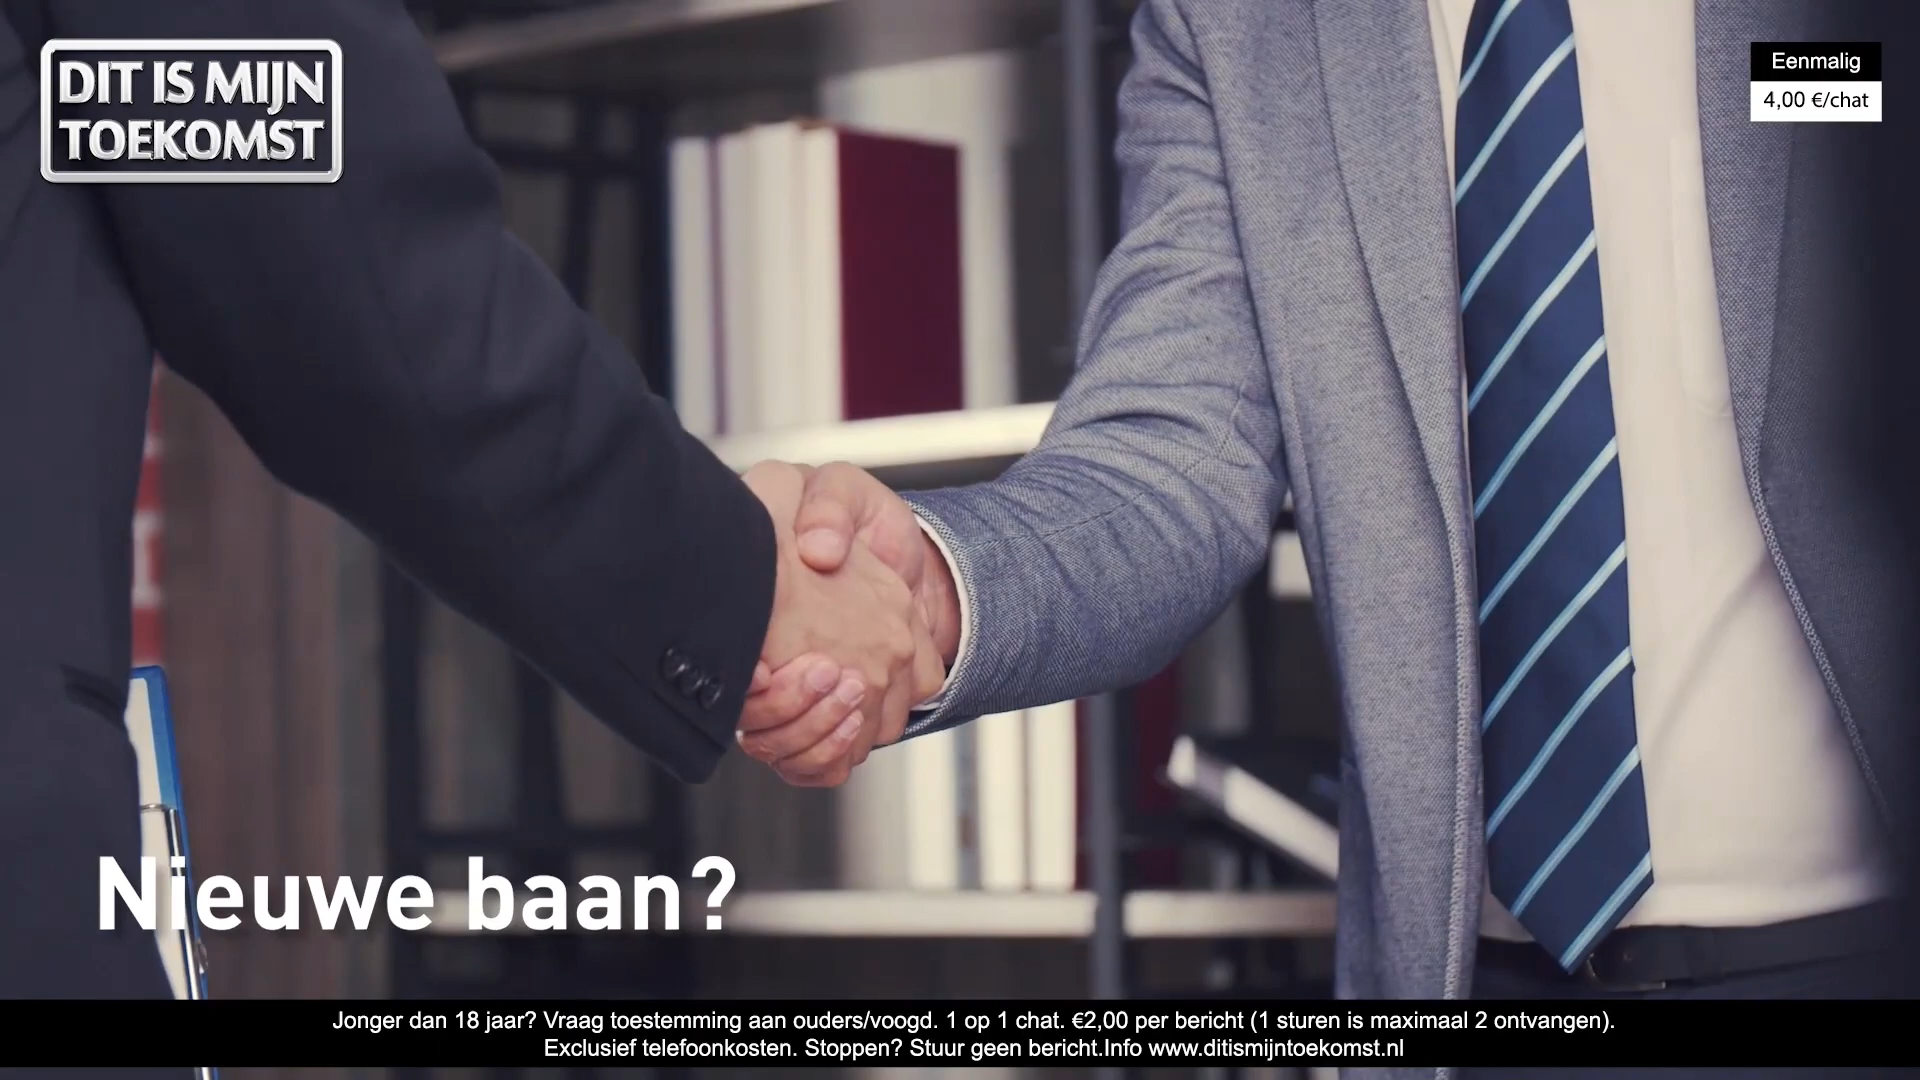 DIT IS MIJN
TOEKOMST
Eenmalig
4,00 €/chat
Nieuwe baan?
Jonger dan 18 jaar? Vraag toestemming aan ouders/voogd. 1 op 1 chat. €2,00 per bericht (1 sturen is maximaal 2 ontvangen).
Exclusief telefoonkosten. Stoppen? Stuur geen bericht.Info www.ditismijntoekomst.nl